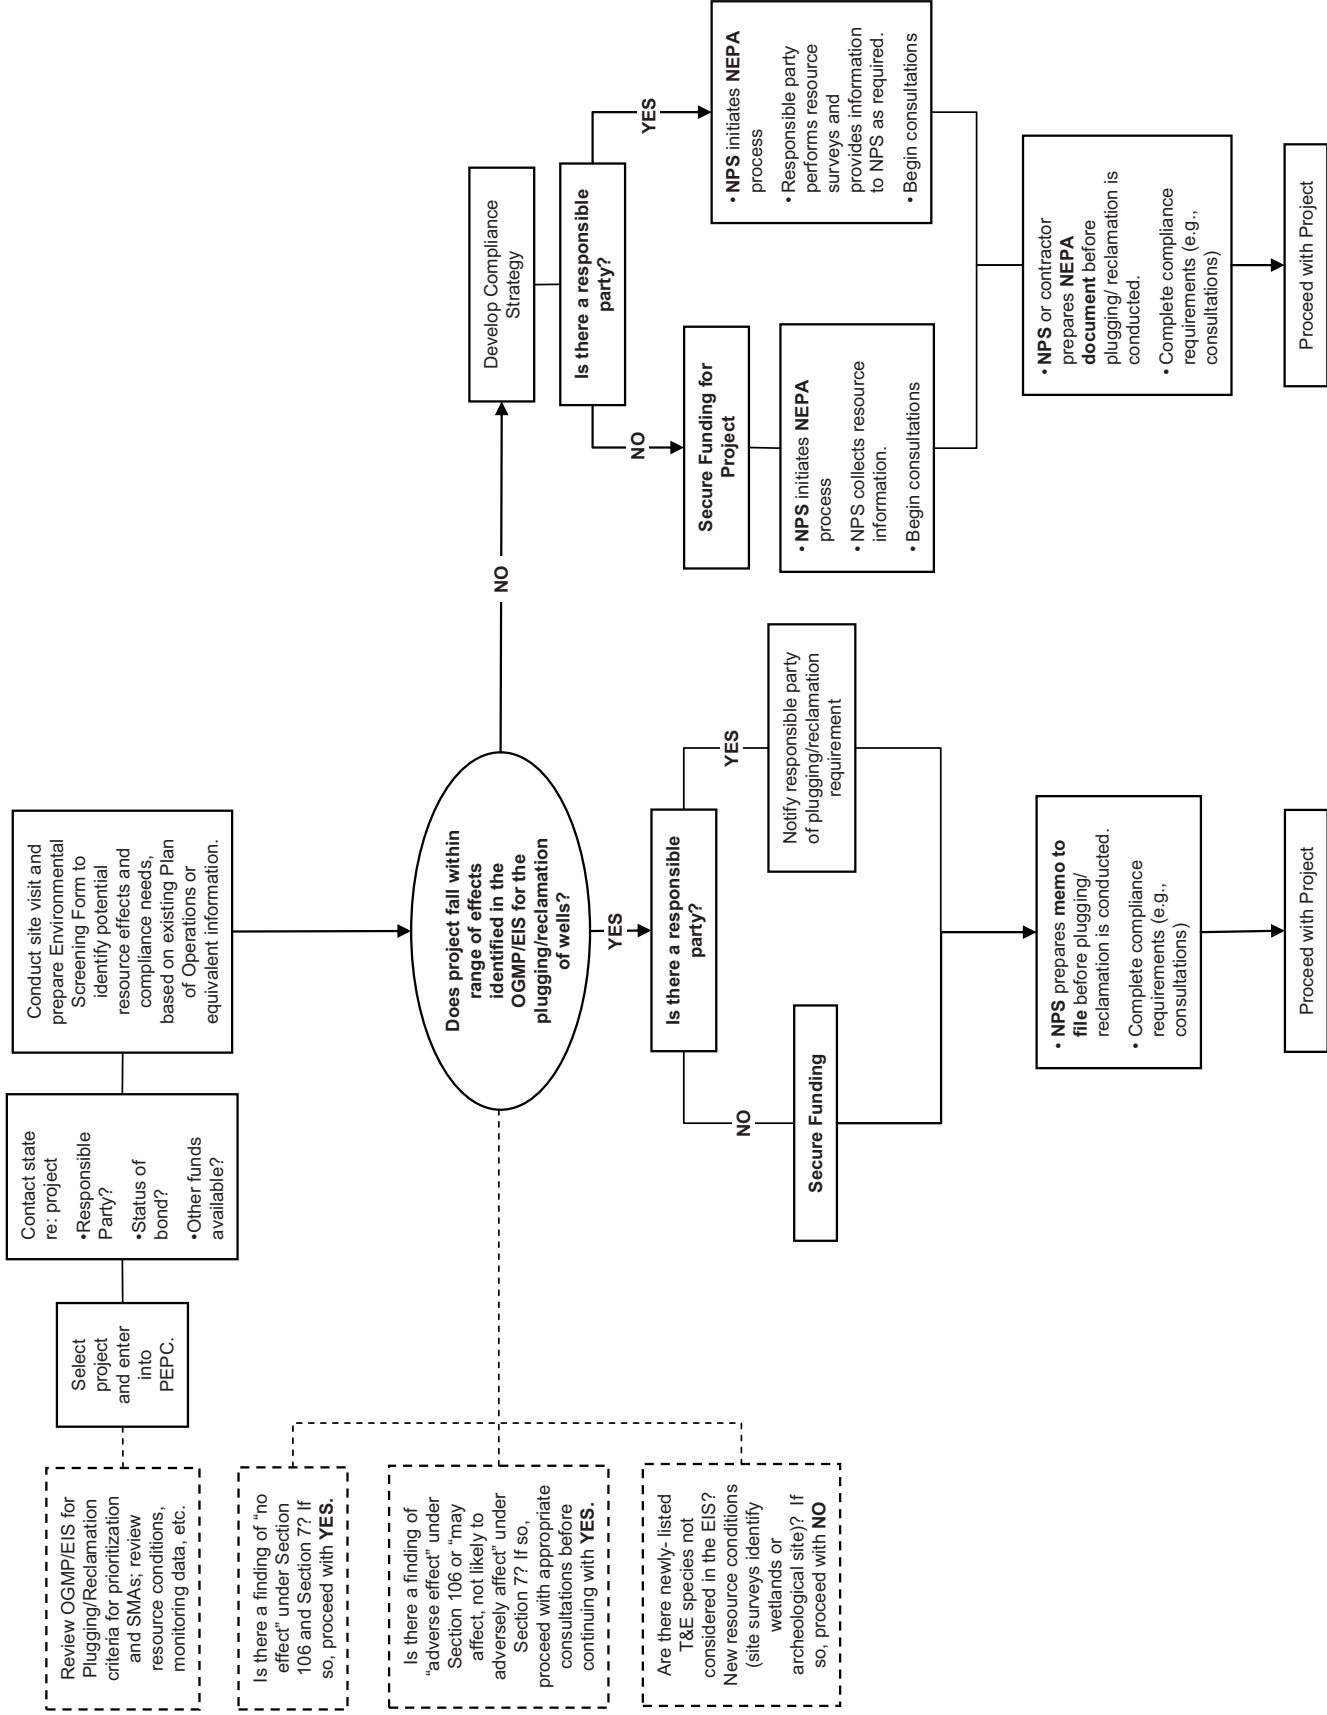 Review OGMP/EIS for
Plugging/Reclamation
criteria for prioritization
and SMAs; review
resource conditions,
monitoring data, etc.
Select
project
and enter
into
PEPC.
Contact state
re: project
•Responsible
Party?
•Status of
bond?
•Other funds
available?
Conduct site visit and
prepare Environmental
Screening Form to
identify potential
resource effects and
compliance needs,
based on existing Plan
of Operations or
equivalent information.
Is there a finding of “no
effect” under Section
106 and Section 7? If
so, proceed with YES.
Is there a finding of
“adverse effect” under
Section 106 or “may
affect, not likely to
adversely affect” under
Section 7? If so,
proceed with appropriate
consultations before
continuing with YES.
Are there newly- listed
T&E species not
considered in the EIS?
New resource conditions
(site surveys identify
wetlands or
archeological site)? If
so, proceed with NO
Does project fall within
range of effects
identified in the
OGMP/EIS for the
plugging/reclamation
of wells?
YES
Is there a responsible
party?
NO
Secure Funding
YES
Notify responsible party
of plugging/reclamation
requirement
• NPS prepares memo to
file before plugging/
reclamation is conducted.
• Complete compliance
requirements (e.g.,
consultations)
Proceed with Project
NO
Develop Compliance
Strategy
Is there a responsible
party?
NO
Secure Funding for
Project
• NPS initiates NEPA
process
• NPS collects resource
information.
• Begin consultations
YES
• NPS initiates NEPA
process
• Responsible party
performs resource
surveys and
provides information
to NPS as required.
• Begin consultations
• NPS or contractor
prepares NEPA
document before
plugging/ reclamation is
conducted.
• Complete compliance
requirements (e.g.,
consultations)
Proceed with Project